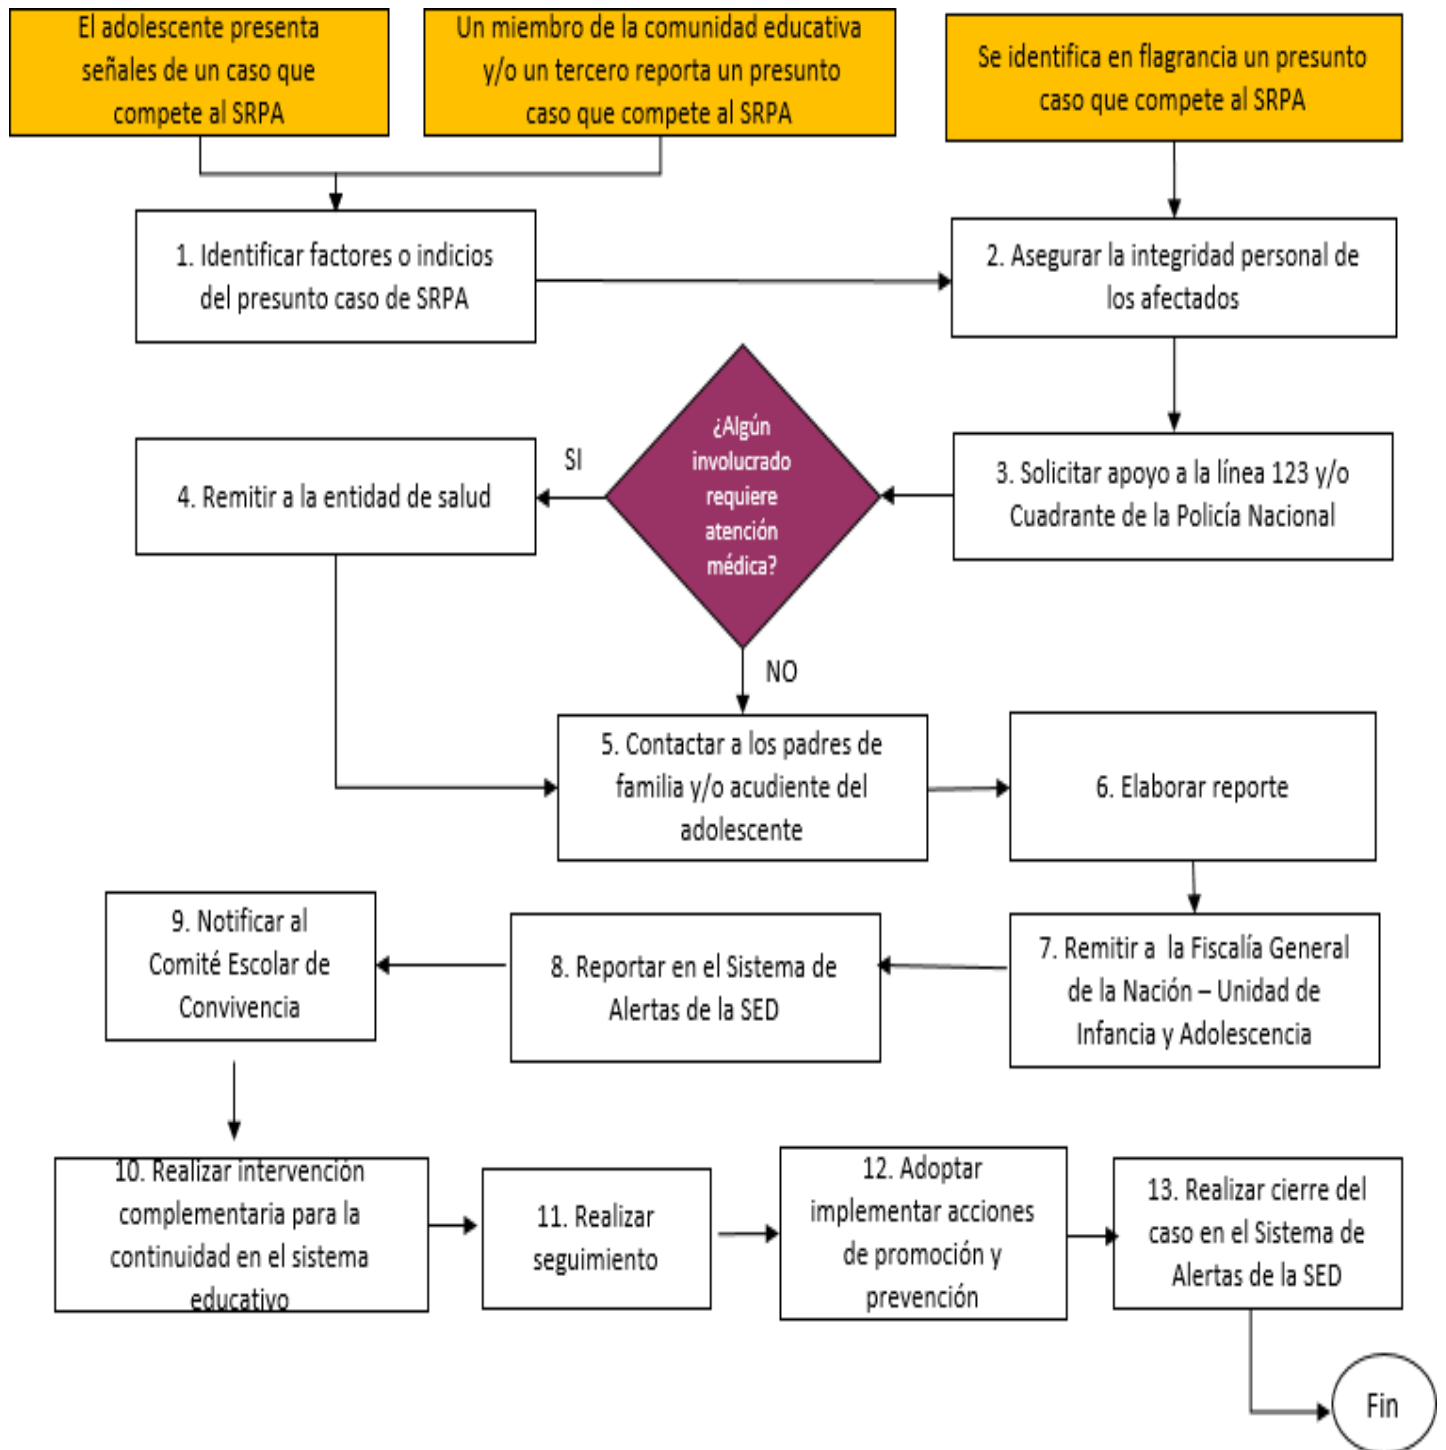 El adolescente presenta
señales de un caso que
compete al SRPA
Un miembro de la comunidad educativa
y/o un tercero reporta un presunto
caso que compete al SRPA
Se identifica en flagrancia un presunto
caso que compete al SRPA
1. Identificar factores o indicios
del presunto caso de SRPA
2. Asegurar la integridad personal de
los afectados
¿Algún
involucrado
requiere
atención
médica?
SI
4. Remitir a la entidad de salud
3. Solicitar apoyo a la línea 123 y/o
Cuadrante de la Policía Nacional
NO
5. Contactar a los padres de
familia y/o acudiente del
adolescente
6. Elaborar reporte
9. Notificar al
Comité Escolar de
Convivencia
8. Reportar en el Sistema de
Alertas de la SED
7. Remitir a la Fiscalía General
de la Nación – Unidad de
Infancia y Adolescencia
10. Realizar intervención
complementaria para la
continuidad en el sistema
educativo
11. Realizar
seguimiento
12. Adoptar
implementar acciones
de promoción y
prevención
13. Realizar cierre del
caso en el Sistema de
Alertas de la SED
Fin